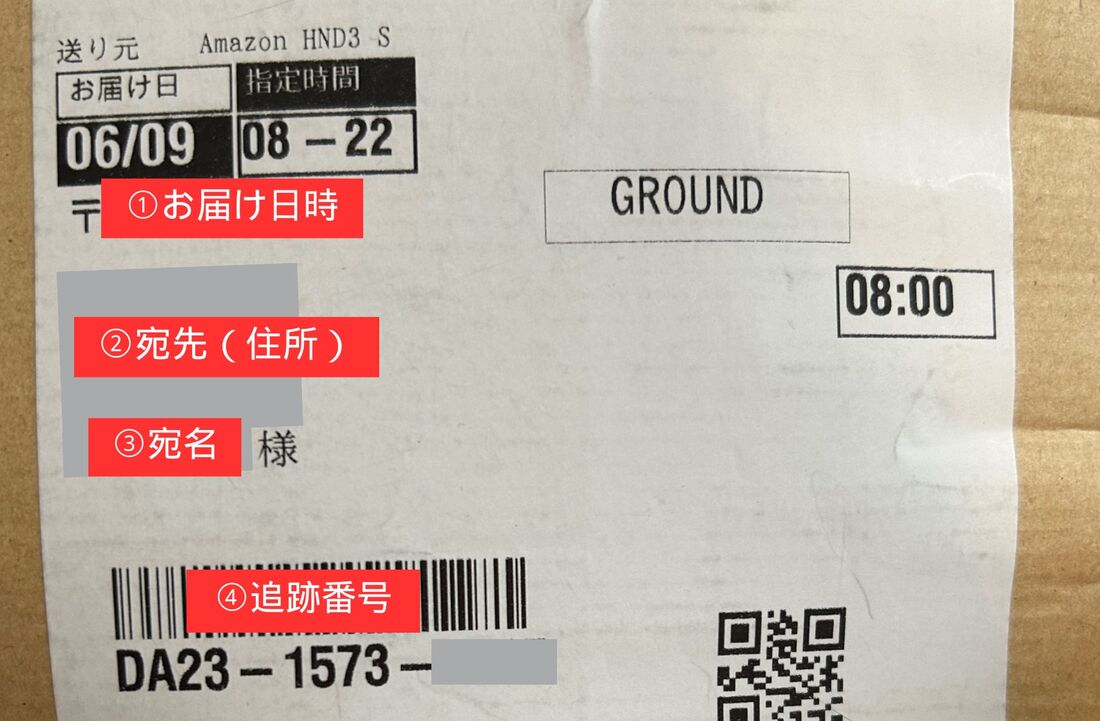 送り元 Amazon HND3 S
お届け日 指定時間
06/09 08-22
〒 ①お届け日時
GROUND
08:00
②宛先(住所)
③宛名 様
④追跡番号
DA23-1573-